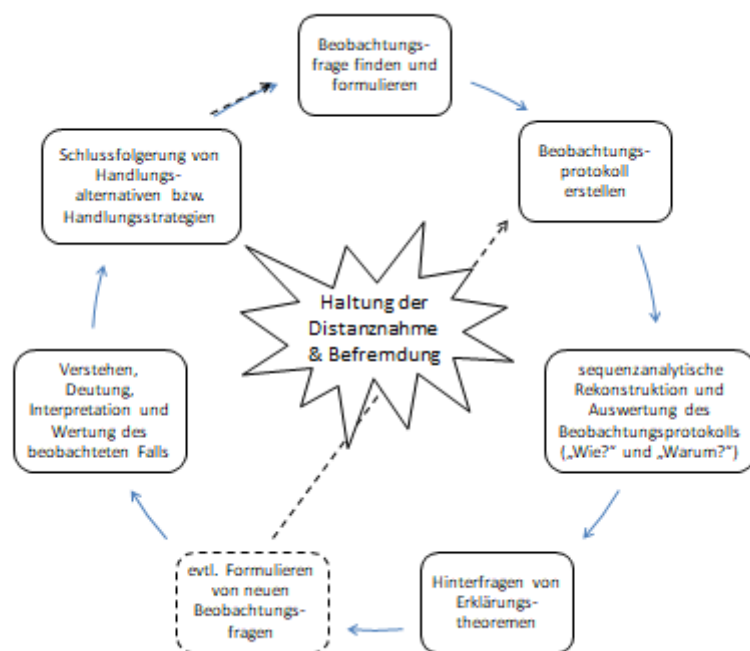 Beobachtungs-
frage finden und
formulieren
Beobachtungs-
protokoll
erstellen
sequenzanalytische
Rekonstruktion und
Auswertung des
Beobachtungsprotokolls
(„Wie?“ und „Warum?“)
Hinterfragen von
Erklärungs-
theoremen
evtl. Formulieren
von neuen
Beobachtungs-
fragen
Verstehen,
Deutung,
Interpretation und
Wertung des
beobachteten Falls
Schlussfolgerung von
Handlungs-
alternativen bzw.
Handlungsstrategien
Haltung der
Distanznahme
& Befremdung